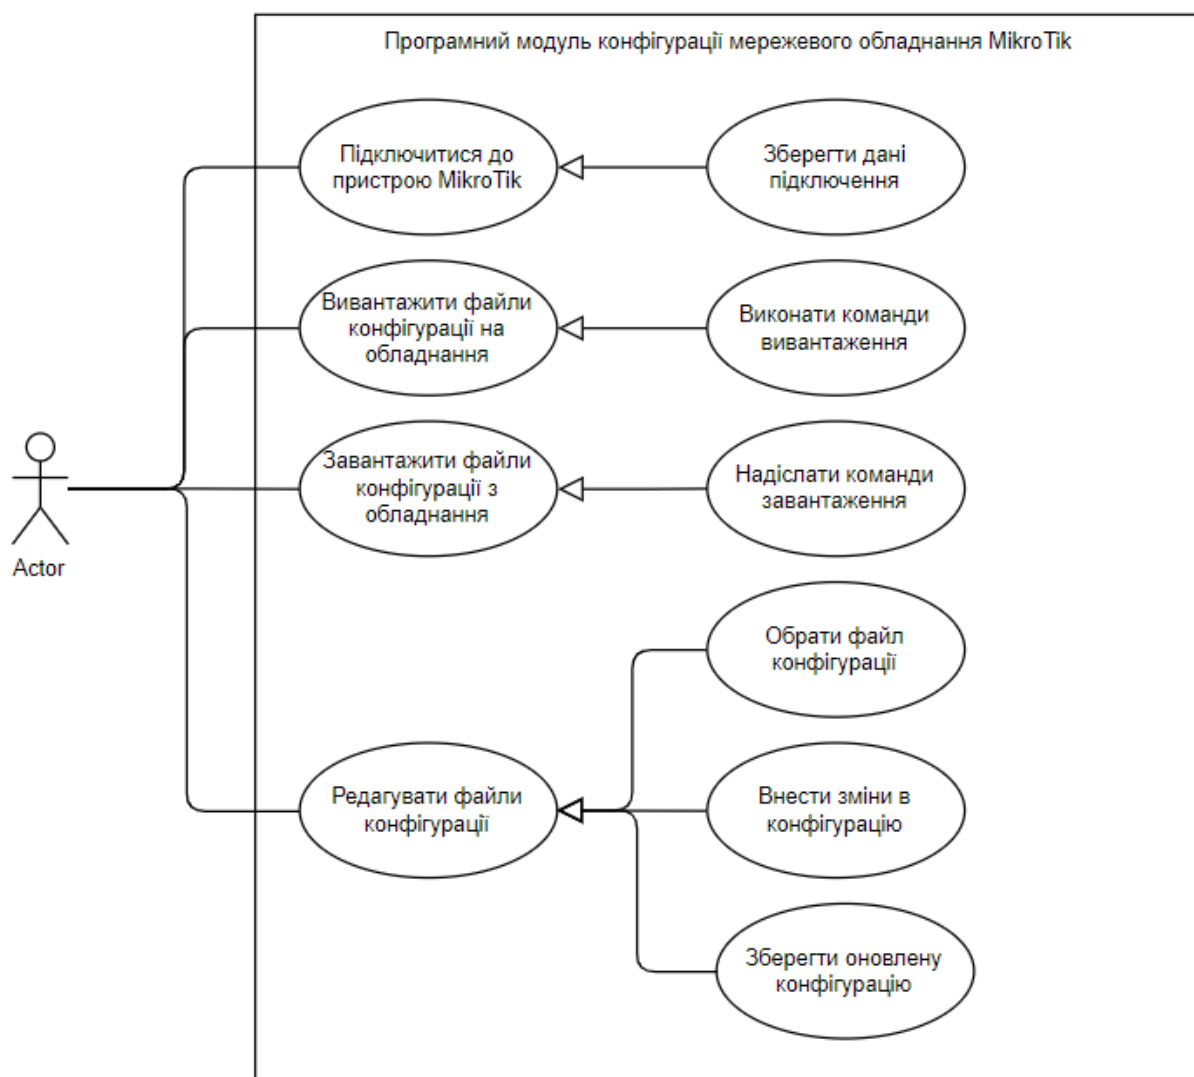 Програмний модуль конфігурації мережевого обладнання MikroTik
Підключитися до
пристрою MikroTik
Зберегти дані
підключення
Вивантажити файли
конфігурації на
обладнання
Виконати команди
вивантаження
Завантажити файли
конфігурації з
обладнання
Надіслати команди
завантаження
Actor
Обрати файл
конфігурації
Редагувати файли
конфігурації
Внести зміни в
конфігурацію
Зберегти оновлену
конфігурацію